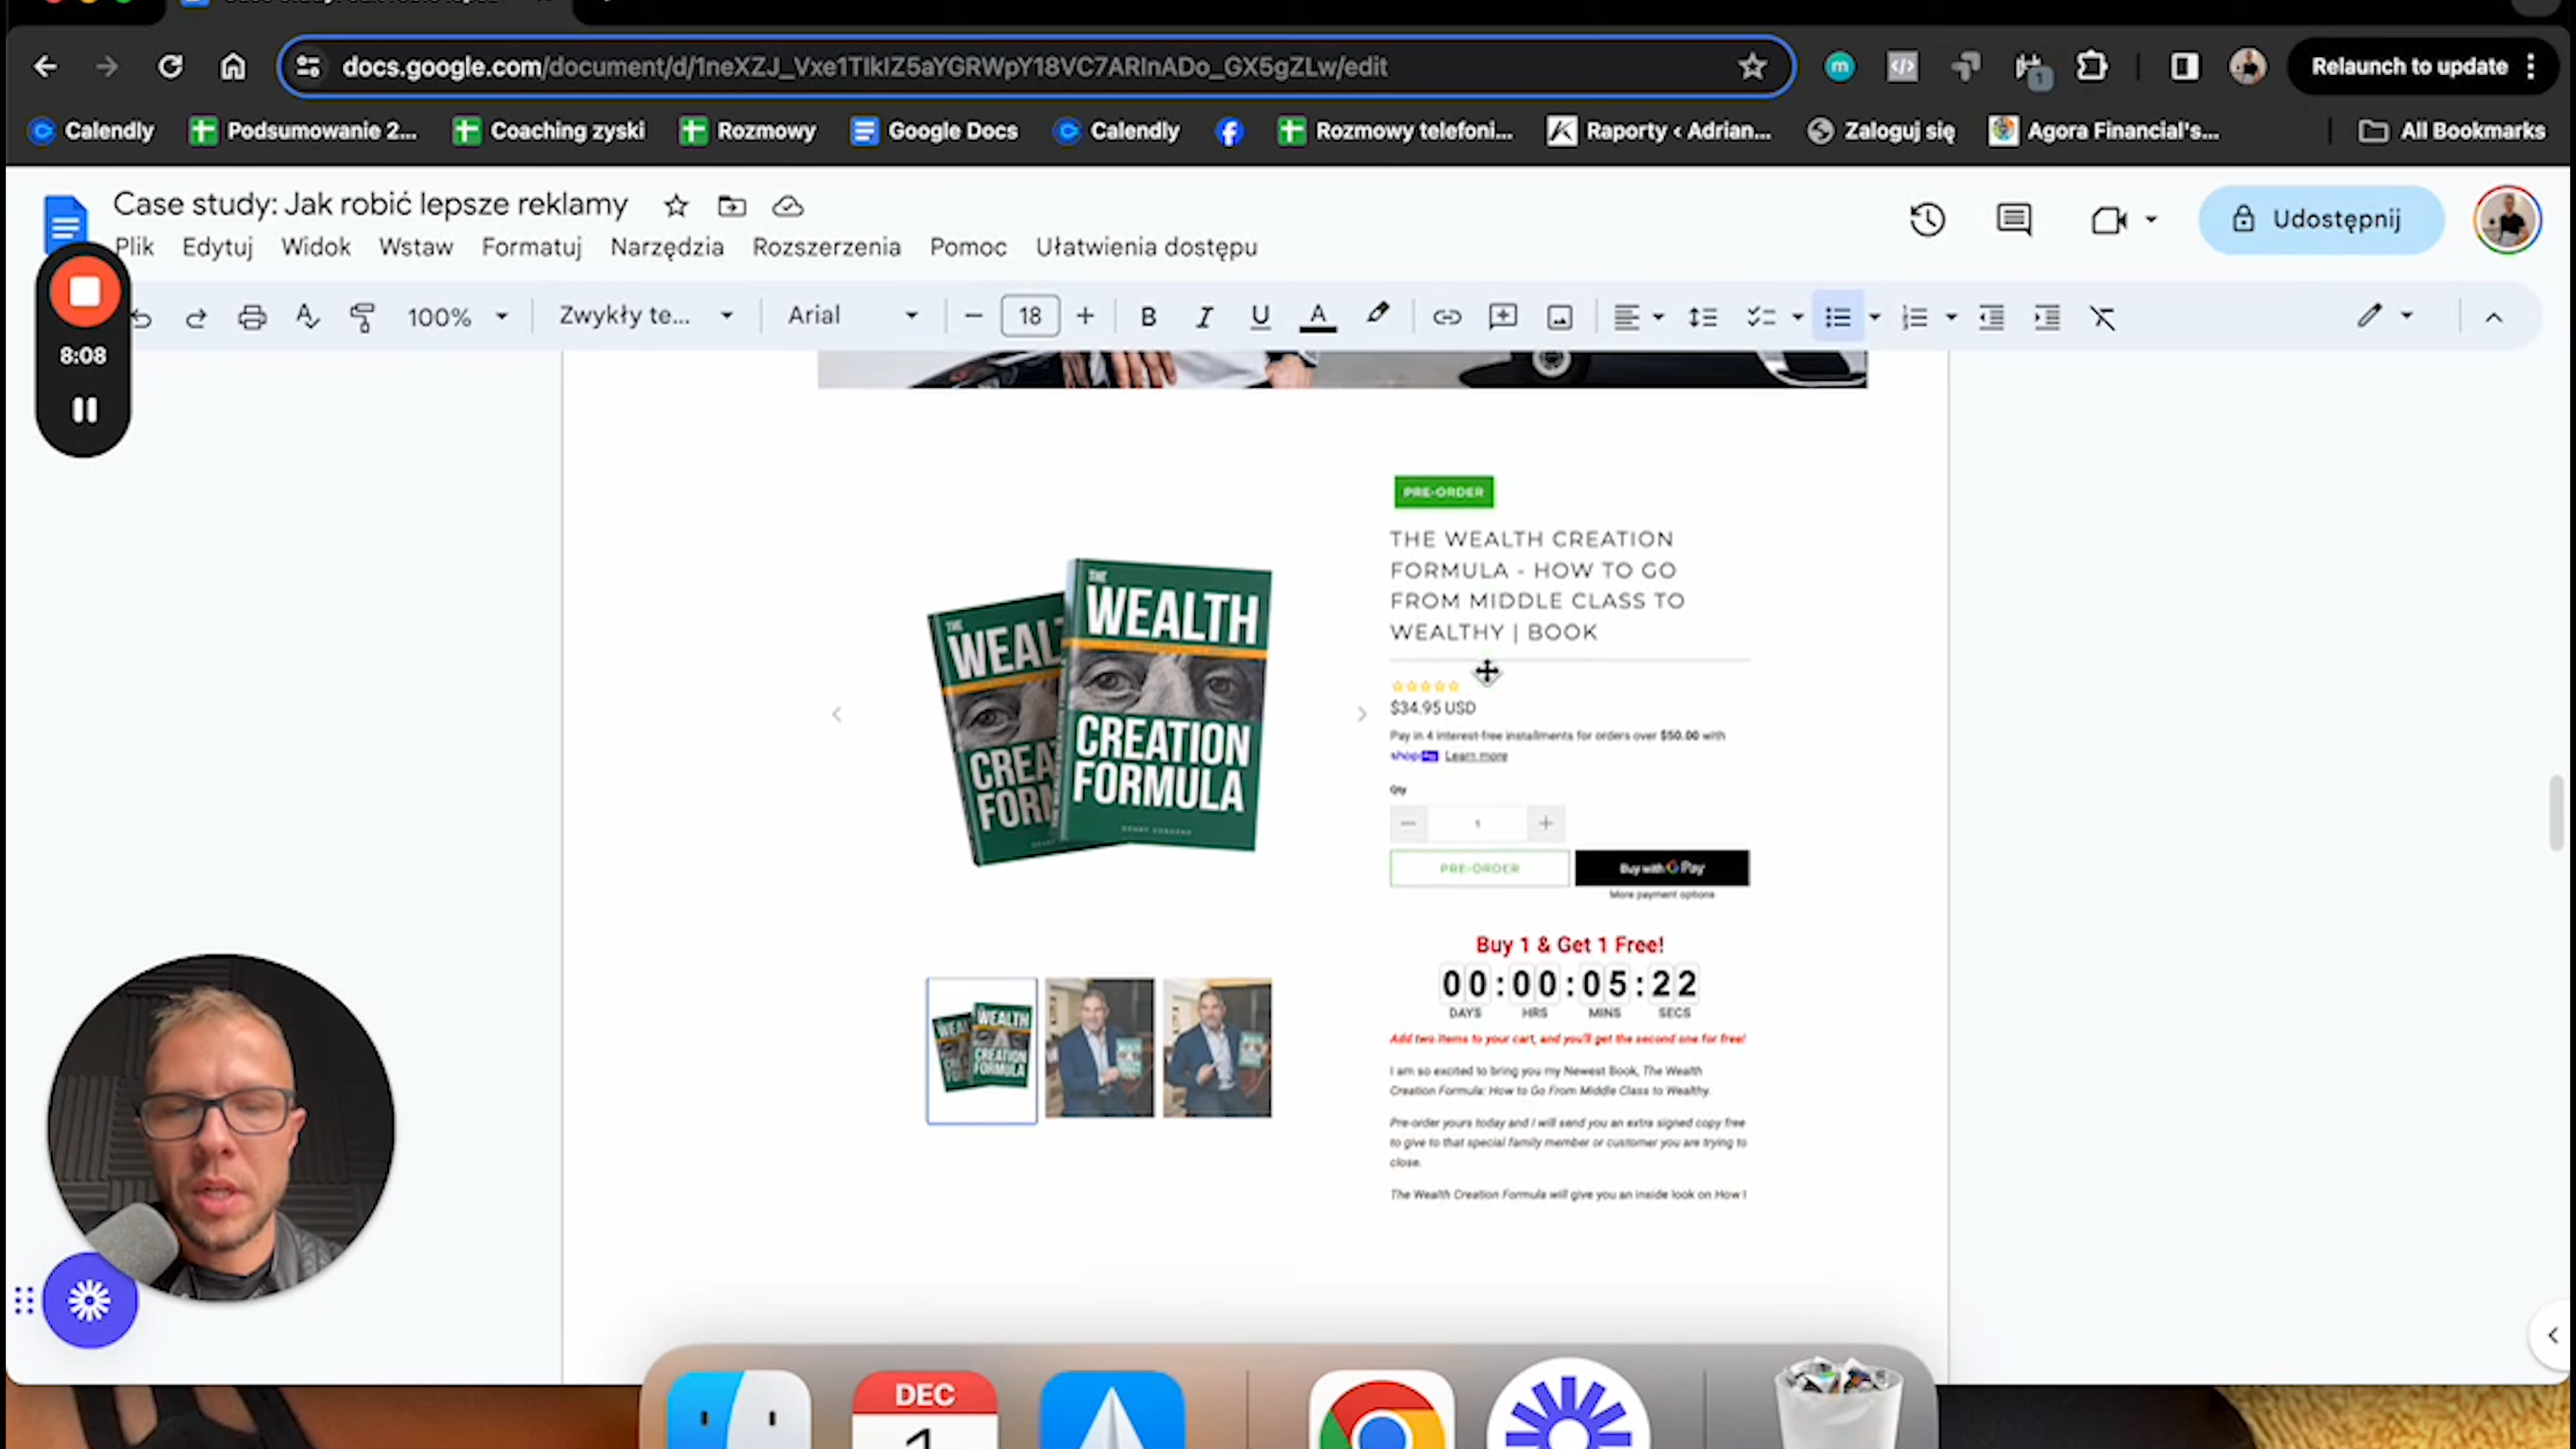 docs.google.com/document/d/1neXZJ_Vxe1TIkIZ5aYGRWpY18VC7ARInADo_GX5gZLw/edit
Relaunch to update
Calendly
Podsumowanie 2...
Coaching zyski
Rozmowy
Google Docs
Calendly
Rozmowy telefoni...
Raporty ‹ Adrian...
Zaloguj się
Agora Financial's...
All Bookmarks
Case study: Jak robić lepsze reklamy
Udostępnij
Plik Edytuj Widok Wstaw Formatuj Narzędzia Rozszerzenia Pomoc Ułatwienia dostępu
100%
Zwykły te...
Arial
18
8:08
PRE-ORDER
THE WEALTH CREATION
FORMULA - HOW TO GO
FROM MIDDLE CLASS TO
WEALTHY | BOOK
THE
WEALTH
CREATION
FORMULA
$34.95 USD
Pay in 4 interest-free installments for orders over $50.00 with
shop Pay Learn more
Qty
1
PRE-ORDER
Buy with G Pay
More payment options
Buy 1 & Get 1 Free!
00:00:05:22
DAYS HRS MINS SECS
Add two items to your cart, and you'll get the second one for free!
I am so excited to bring you my Newest Book, The Wealth
Creation Formula: How to Go From Middle Class to Wealthy.
Pre-order yours today and I will send you an extra signed copy free
to give to that special family member or customer you are trying to
close.
The Wealth Creation Formula will give you an inside look on How I
DEC
1